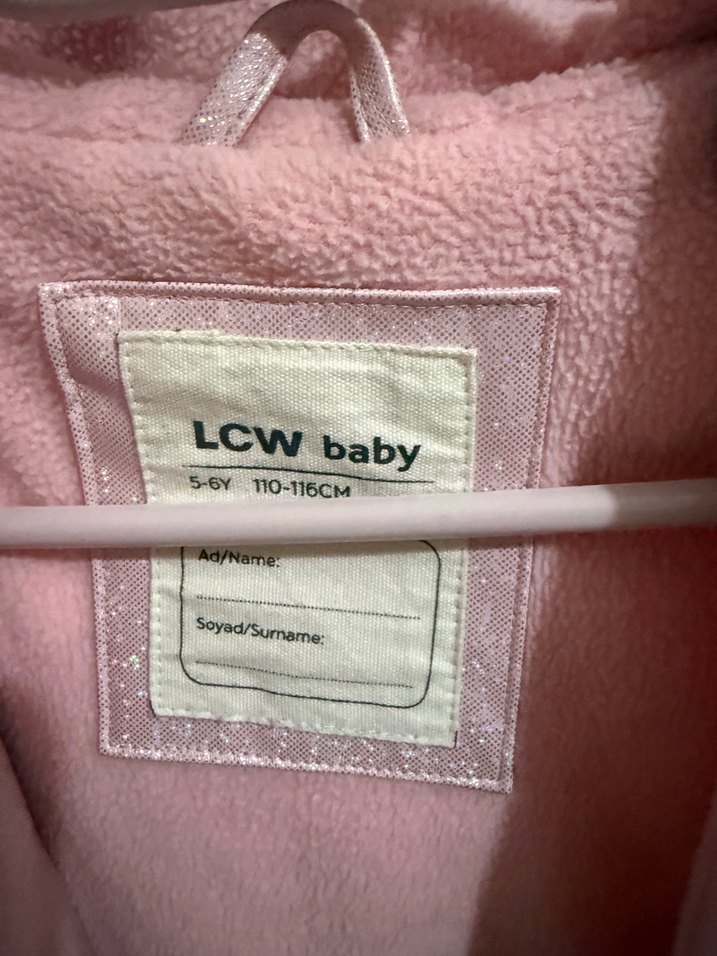 LCW baby
5-6Y 110-116CM
Ad/Name:
Soyad/Surname: